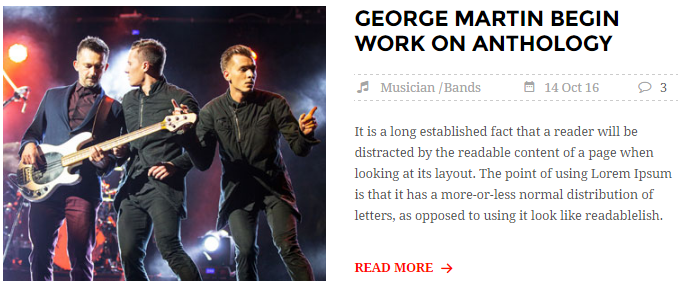 GEORGE MARTIN BEGIN
WORK ON ANTHOLOGY
Musician /Bands 14 Oct 16 3
It is a long established fact that a reader will be
distracted by the readable content of a page when
looking at its layout. The point of using Lorem Ipsum
is that it has a more-or-less normal distribution of
letters, as opposed to using it look like readablelish.
READ MORE →